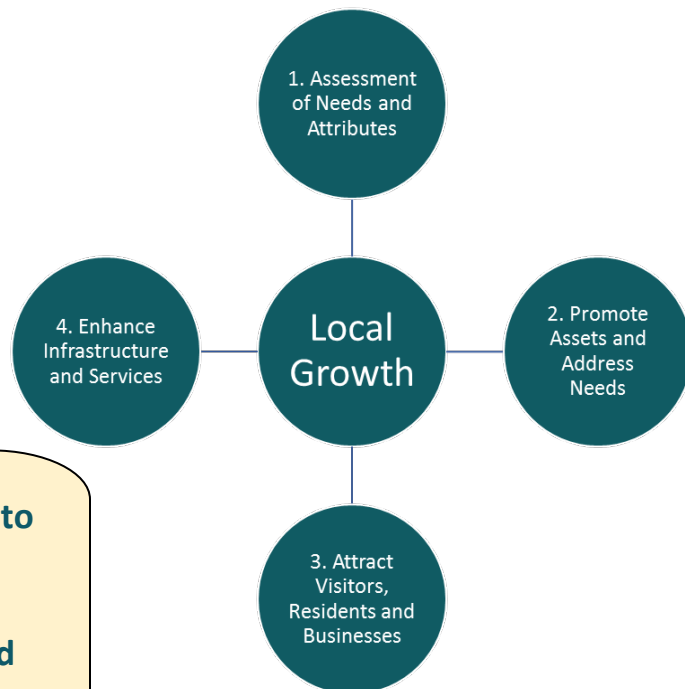 1. Assessment
of Needs and
Attributes
4. Enhance
Infrastructure
and Services
Local
Growth
2. Promote
Assets and
Address
Needs
3. Attract
Visitors,
Residents and
Businesses
to